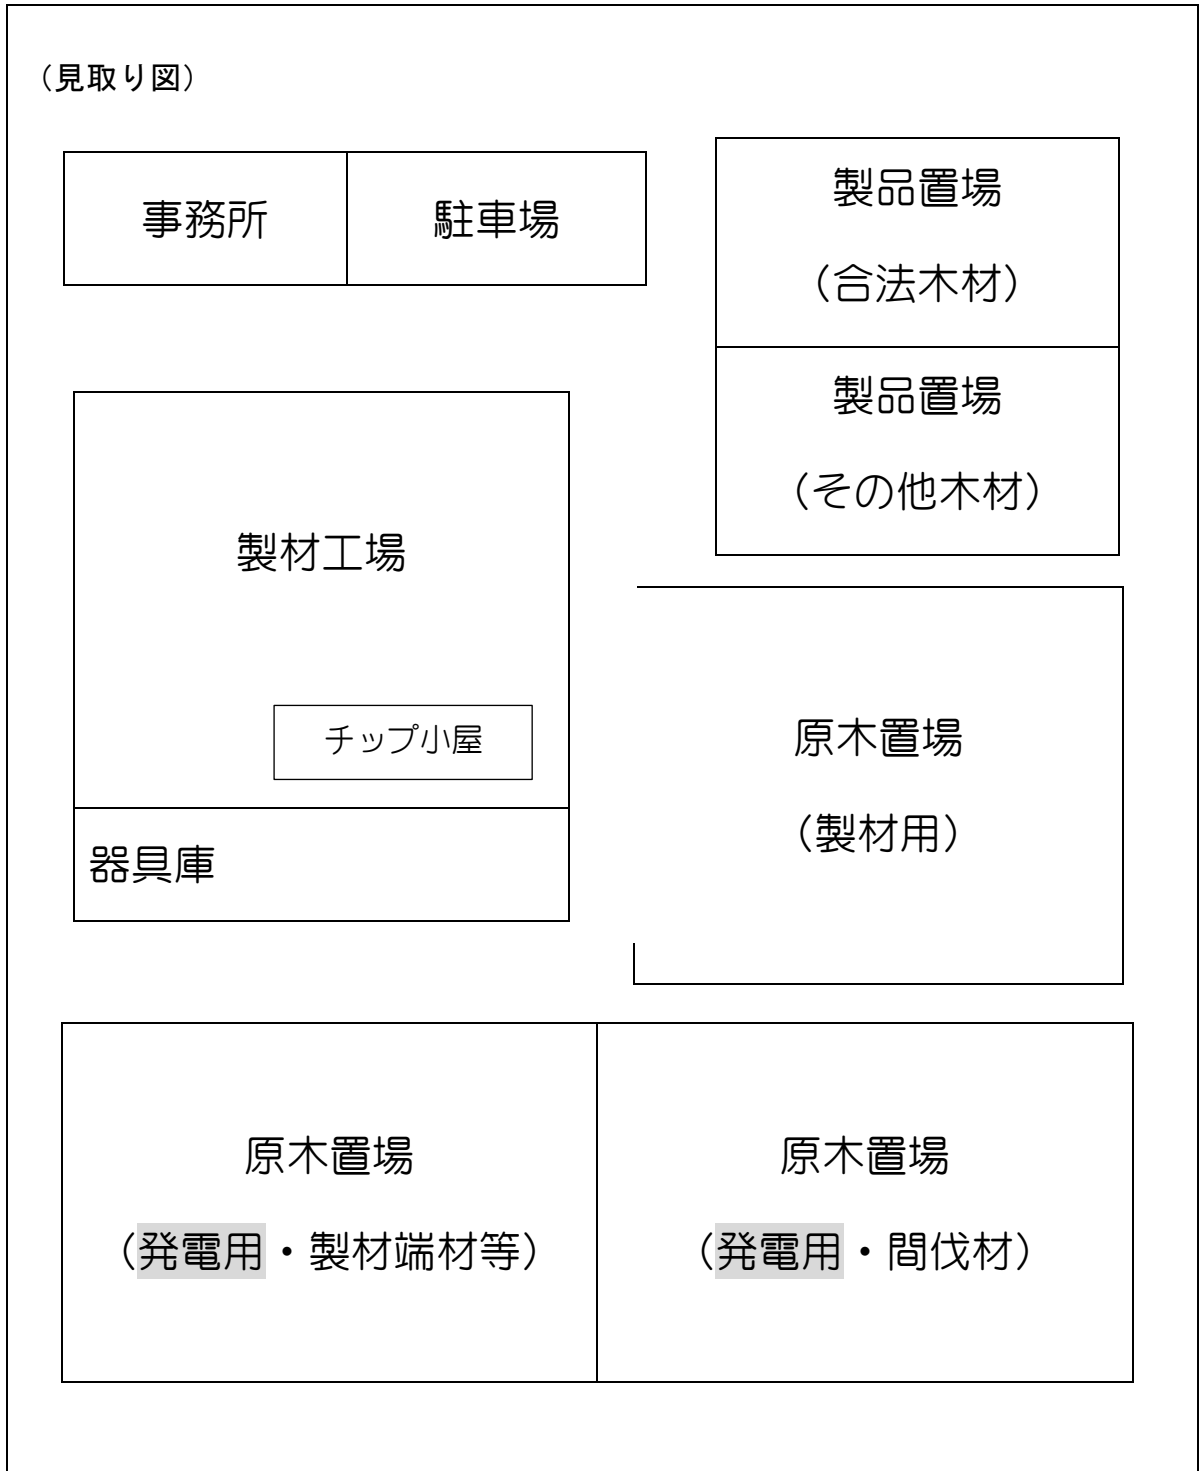 （見取り図）
事務所
駐車場
製品置場
（合法木材）
製品置場
（その他木材）
製材工場
チップ小屋
器具庫
原木置場
（製材用）
原木置場
（発電用・製材端材等）
原木置場
（発電用・間伐材）